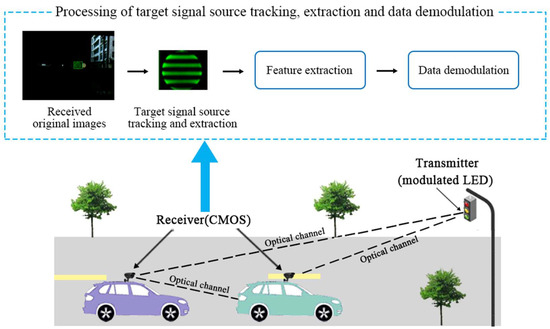 Processing of target signal source tracking, extraction and data demodulation
Received
original images
Target signal source
tracking and extraction
Feature extraction
Data demodulation
Transmitter
(modulated LED)
Receiver(CMOS)
Optical channel
Optical channel
Optical channel